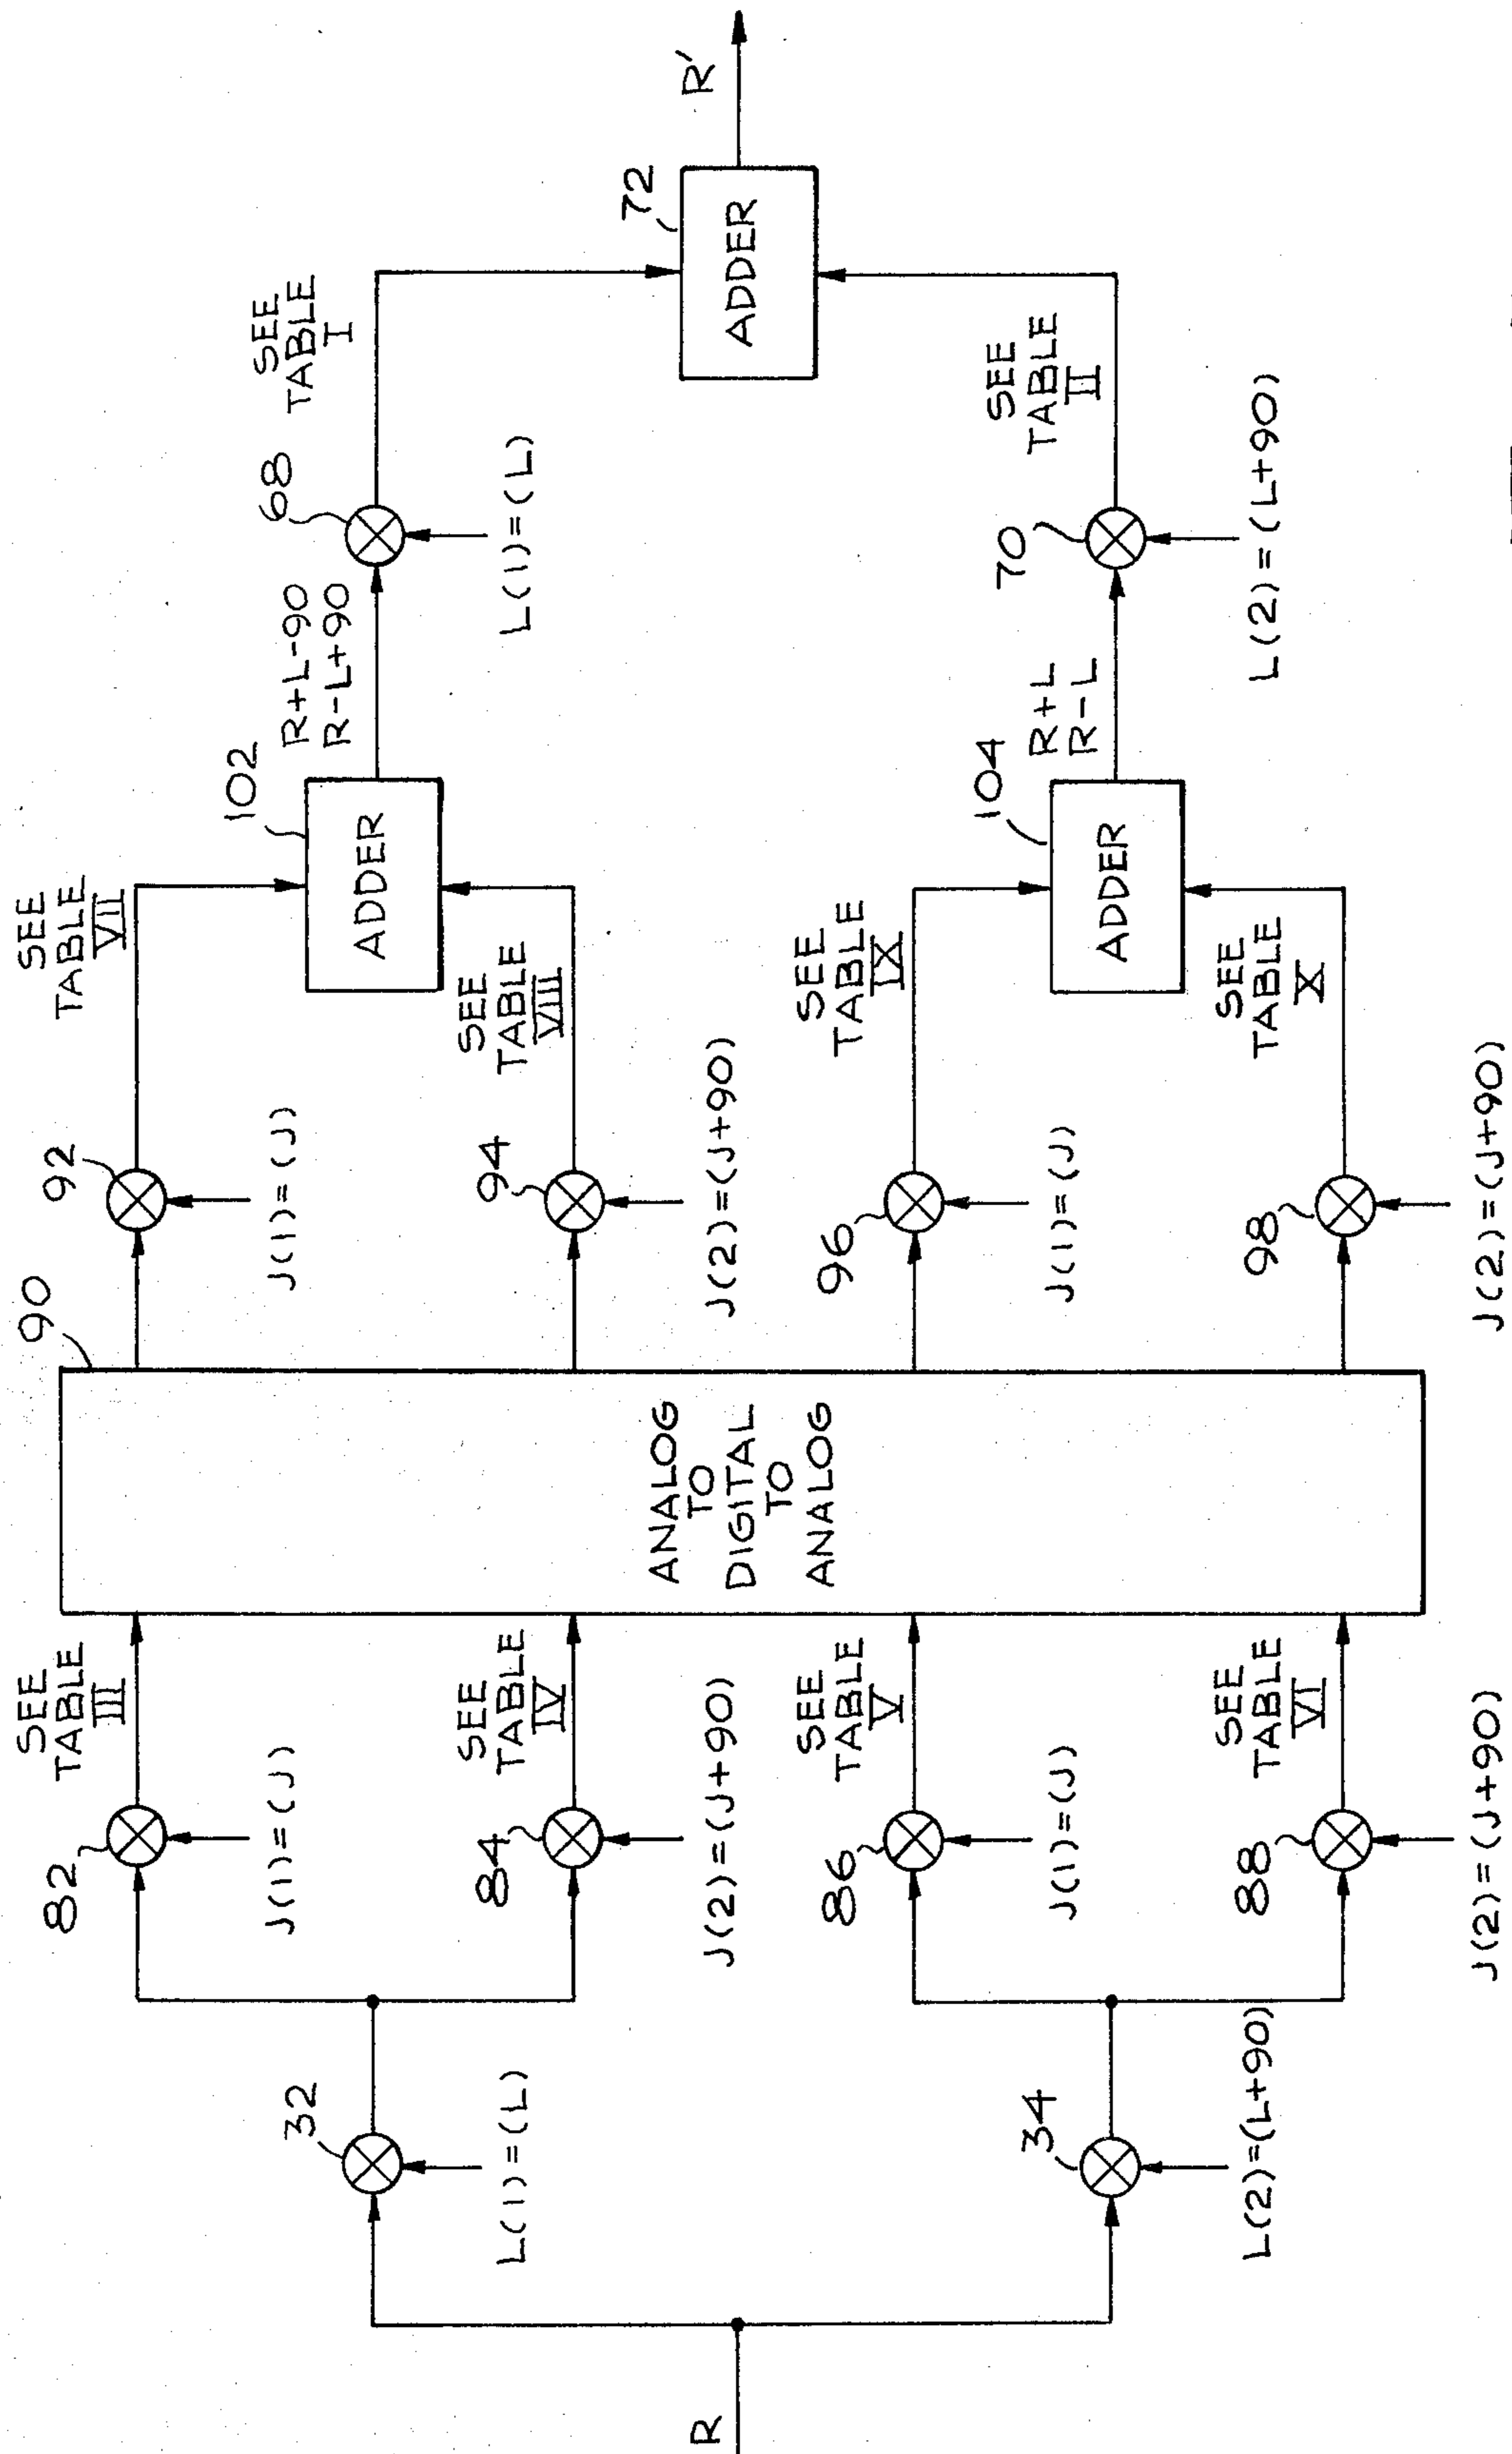 R
32
L(1)=(L)
34
L(2)=(L+90)
82
J(1)=(J)
SEE
TABLE
III
84
J(2)=(J+90)
SEE
TABLE
IV
86
J(1)=(J)
SEE
TABLE
V
88
J(2)=(J+90)
SEE
TABLE
VI
90
ANALOG
TO
DIGITAL
TO
ANALOG
92
J(1)=(J)
SEE
TABLE
VII
94
J(2)=(J+90)
SEE
TABLE
VIII
96
J(1)=(J)
SEE
TABLE
IX
98
J(2)=(J+90)
SEE
TABLE
X
102
ADDER
R+L-90
R-L+90
104
ADDER
R+L
R-L
68
L(1)=(L)
SEE
TABLE
I
70
L(2)=(L+90)
SEE
TABLE
II
72
ADDER
R'